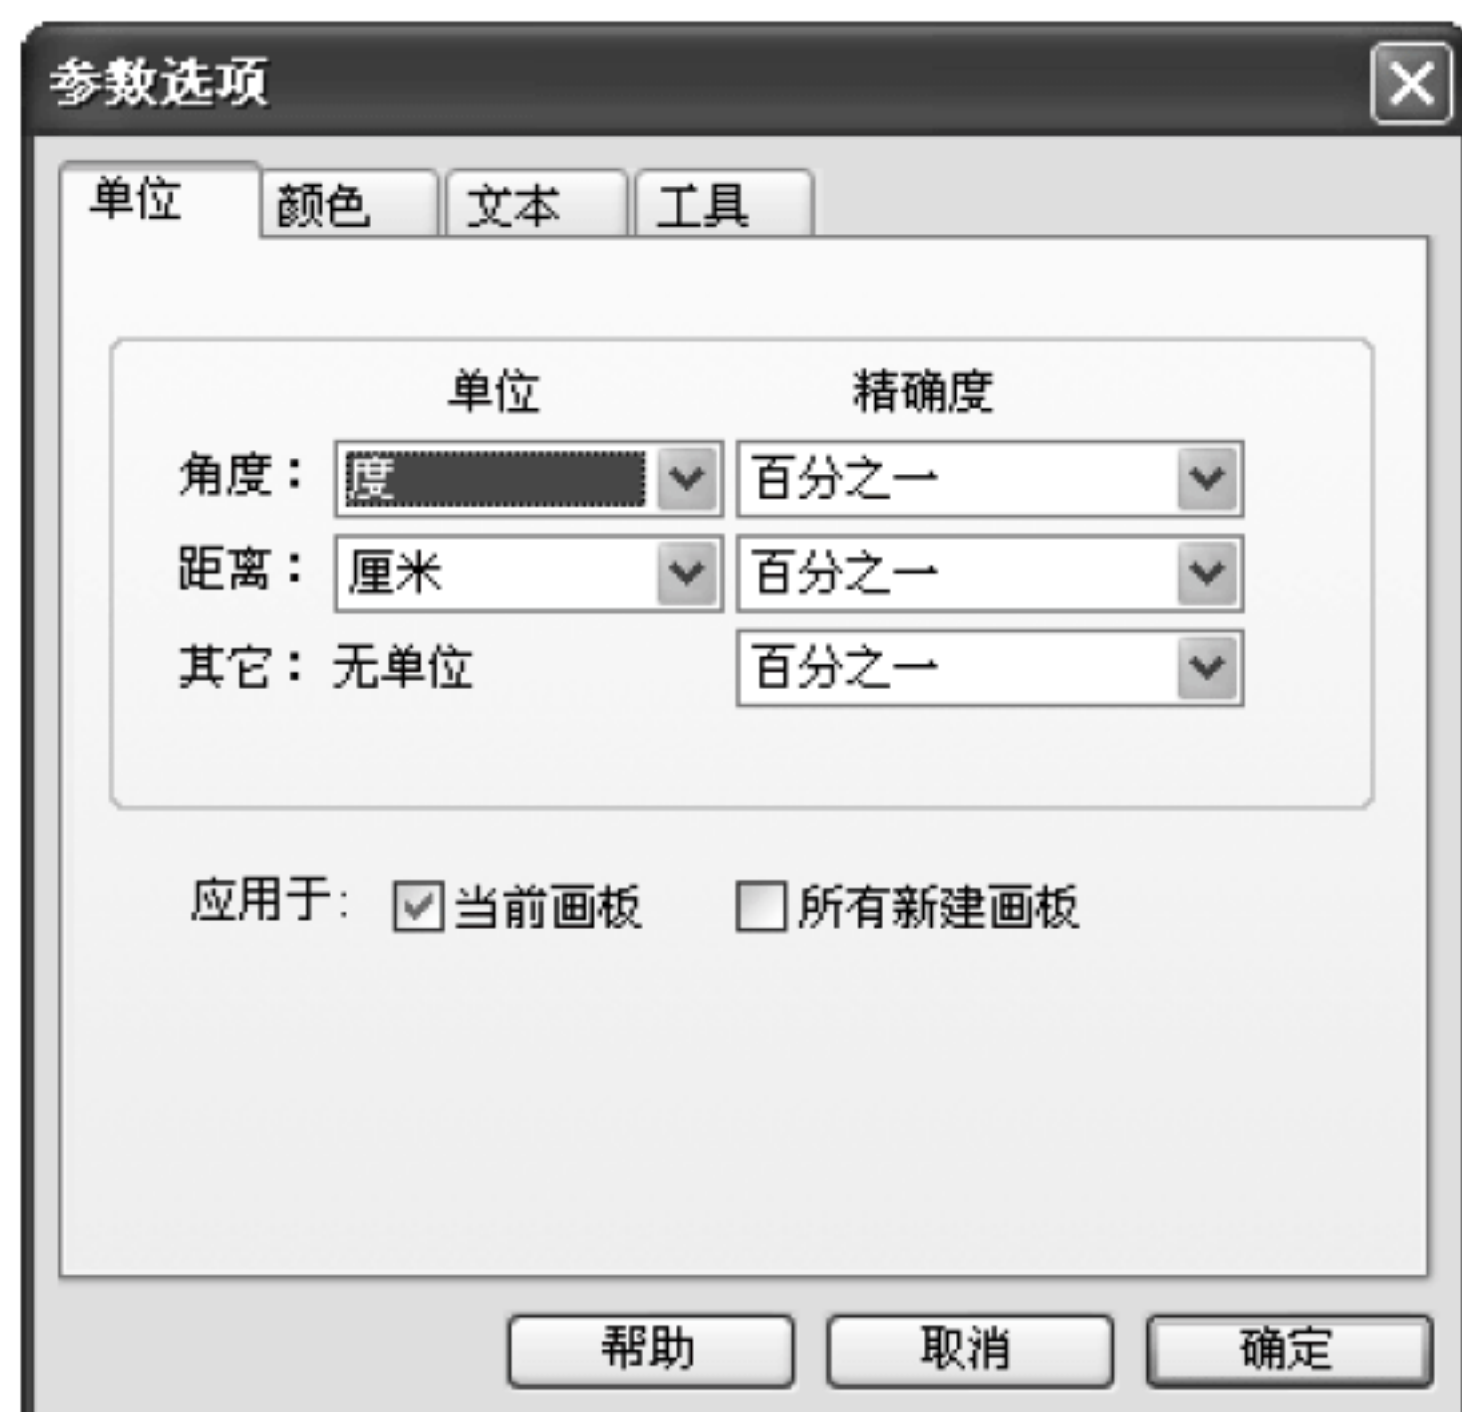 参数选项
单位 颜色 文本 工具
单位 精确度
角度： 度 百分之一
距离： 厘米 百分之一
其它： 无单位 百分之一
应用于: 当前画板 所有新建画板
帮助 取消 确定